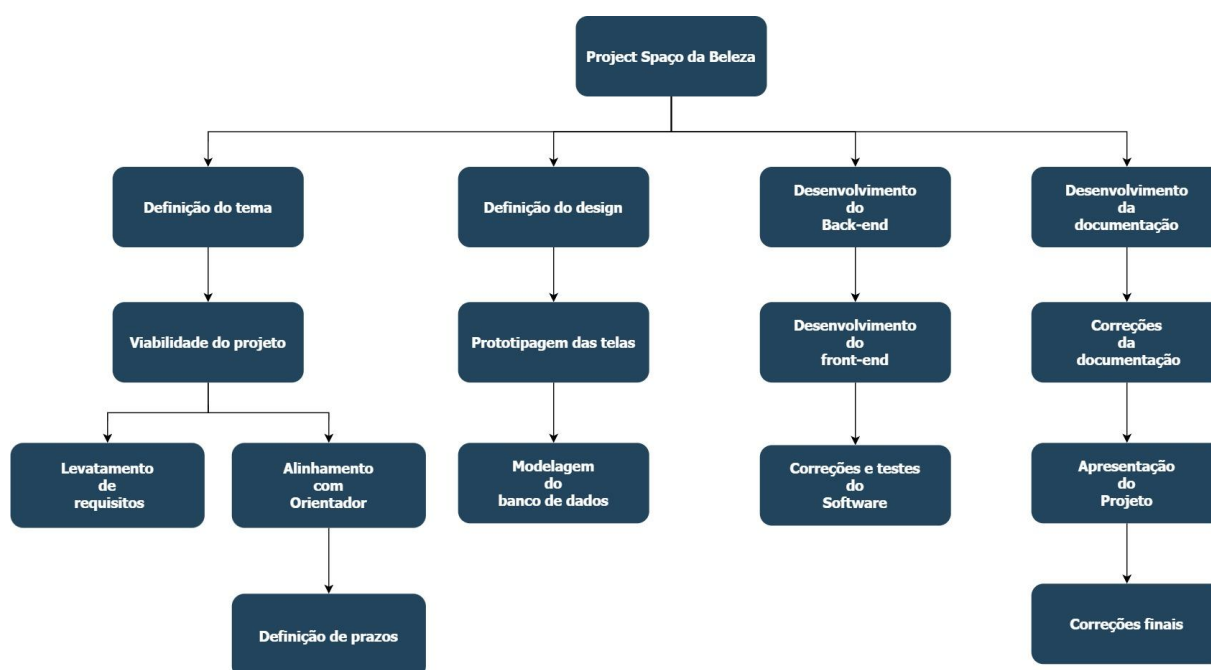 Project Spaço da Beleza
Definição do tema
Definição do design
Desenvolvimento
do
Back-end
Desenvolvimento
da
documentação
Viabilidade do projeto
Prototipagem das telas
Desenvolvimento
do
front-end
Correções
da
documentação
Levatamento
de
requisitos
Alinhamento
com
Orientador
Modelagem
do
banco de dados
Correções e testes
do
Software
Apresentação
do
Projeto
Definição de prazos
Correções finais